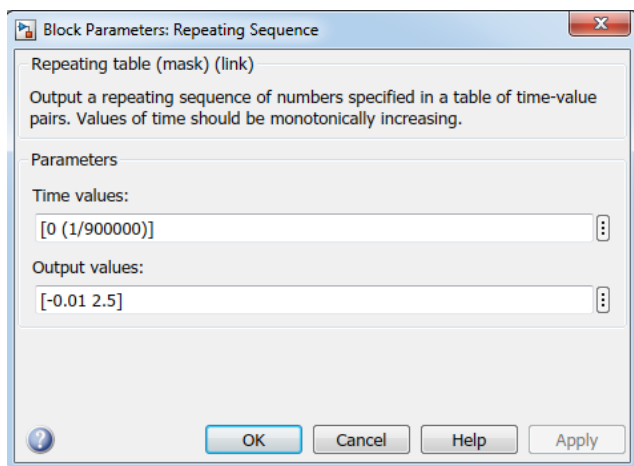 Block Parameters: Repeating Sequence
Repeating table (mask) (link)
Output a repeating sequence of numbers specified in a table of time-value
pairs. Values of time should be monotonically increasing.
Parameters
Time values:
[0 (1/900000)]
Output values:
[-0.01 2.5]
OK Cancel Help Apply